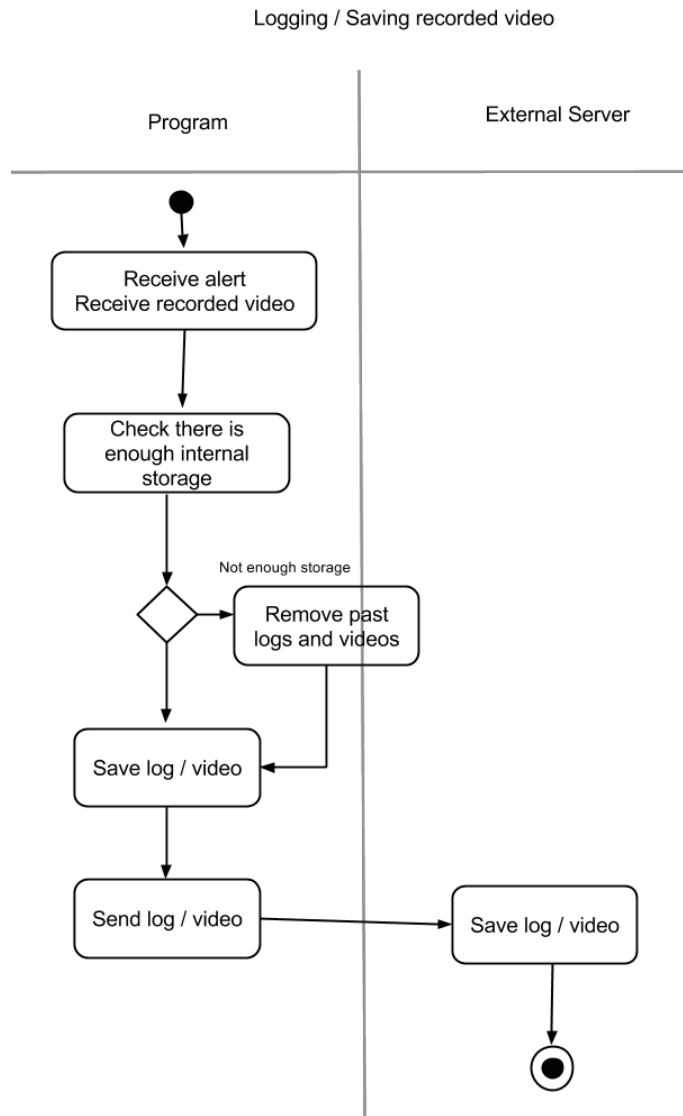 Logging / Saving recorded video
Program
External Server
Receive alert
Receive recorded video
Check there is
enough internal
storage
Not enough storage
Remove past
logs and videos
Save log / video
Send log / video
Save log / video